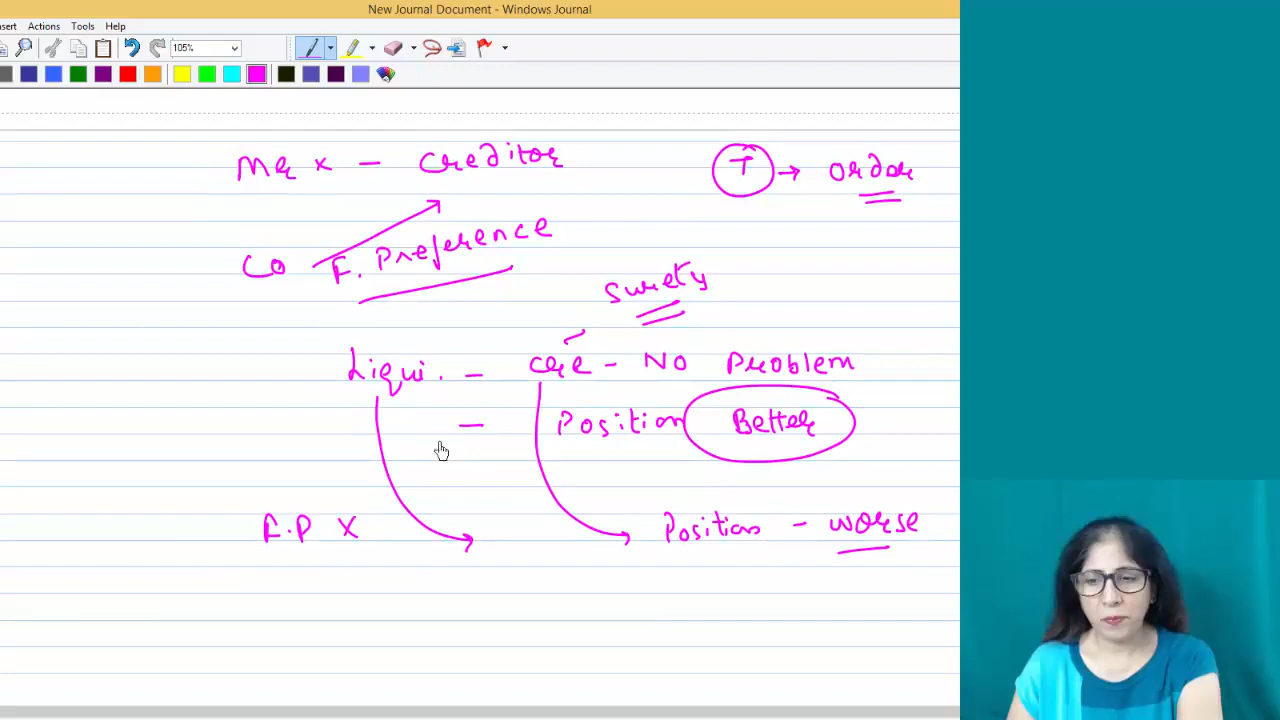 New Journal Document - Windows Journal
nsert Actions Tools Help
105%
Mr x - Creditor
T → order
F. Preference
Co
Surety
Liqui. - cre - No Problem
- Position Better
F.P X
Position - worse